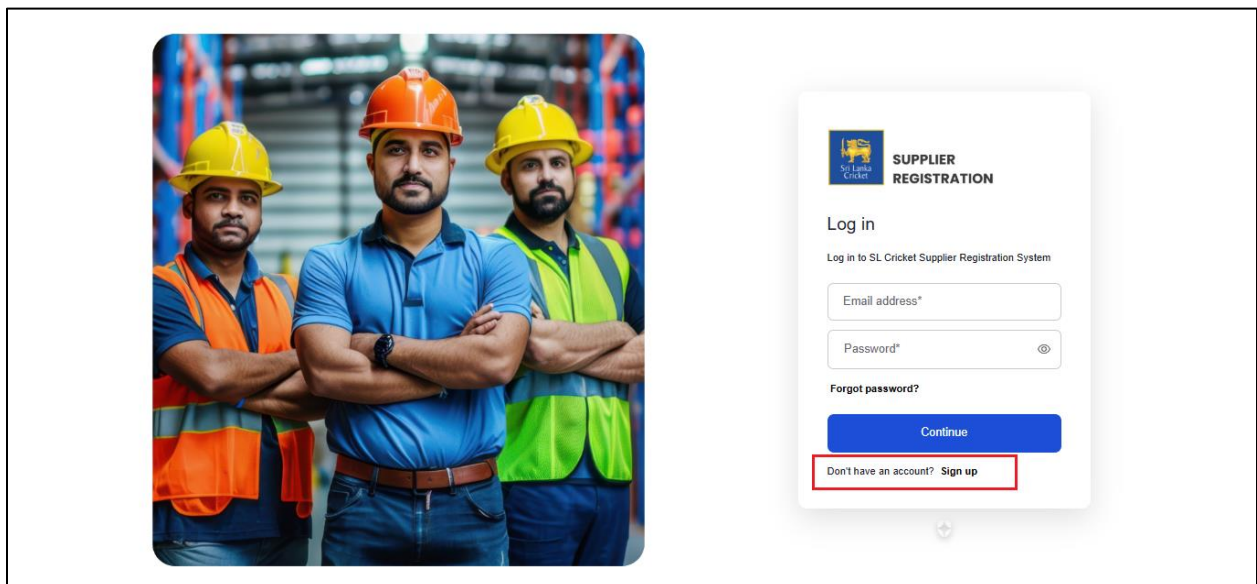 Sri Lanka
Cricket
SUPPLIER
REGISTRATION
Log in
Log in to SL Cricket Supplier Registration System
Email address*
Password*
Forgot password?
Continue
Don't have an account? Sign up